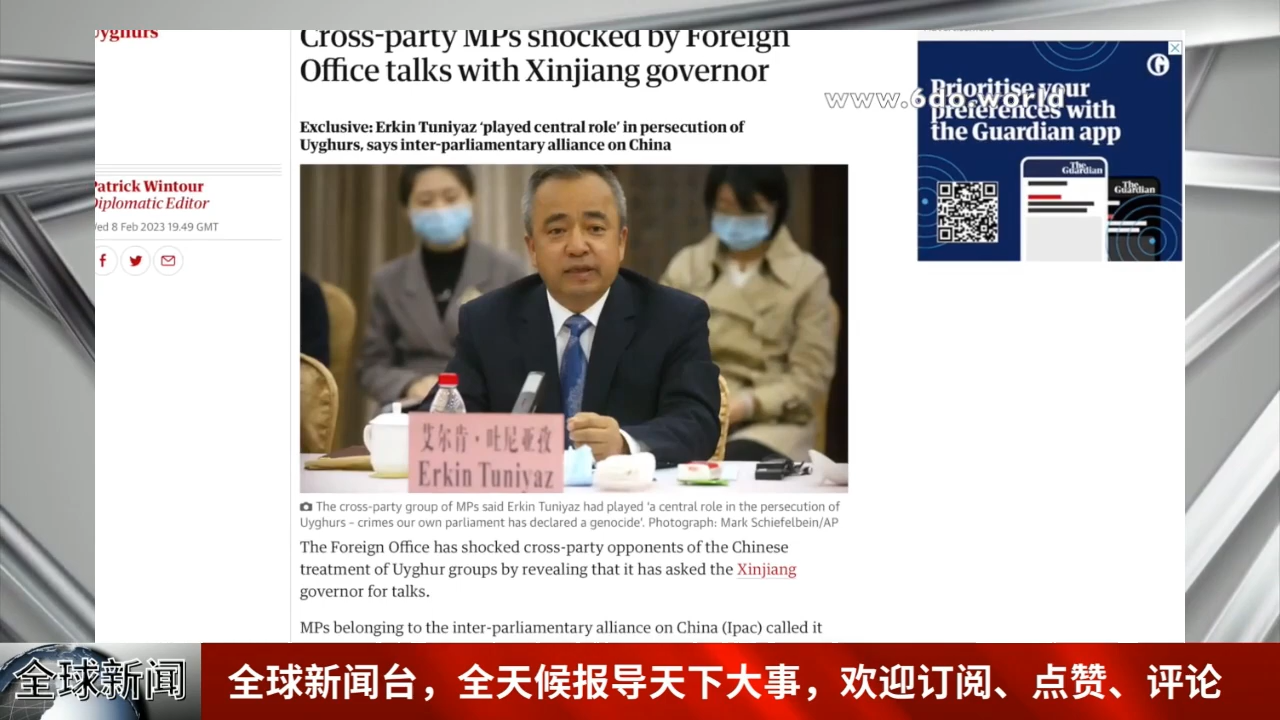 Uyghurs
Cross-party MPs shocked by Foreign
Office talks with Xinjiang governor
Exclusive: Erkin Tuniyaz ‘played central role’ in persecution of
Uyghurs, says inter-parliamentary alliance on China
Patrick Wintour
Diplomatic Editor
Wed 8 Feb 2023 19.49 GMT
艾尔肯·吐尼亚孜
Erkin Tuniyaz
The cross-party group of MPs said Erkin Tuniyaz had played ‘a central role in the persecution of
Uyghurs – crimes our own parliament has declared a genocide’. Photograph: Mark Schiefelbein/AP
The Foreign Office has shocked cross-party opponents of the Chinese
treatment of Uyghur groups by revealing that it has asked the Xinjiang
governor for talks.
MPs belonging to the inter-parliamentary alliance on China (Ipac) called it
www.6do.world
Prioritise your
preferences with
the Guardian app
The
Guardian
The
Guardian
全球新闻
全球新闻台，全天候报导天下大事，欢迎订阅、点赞、评论